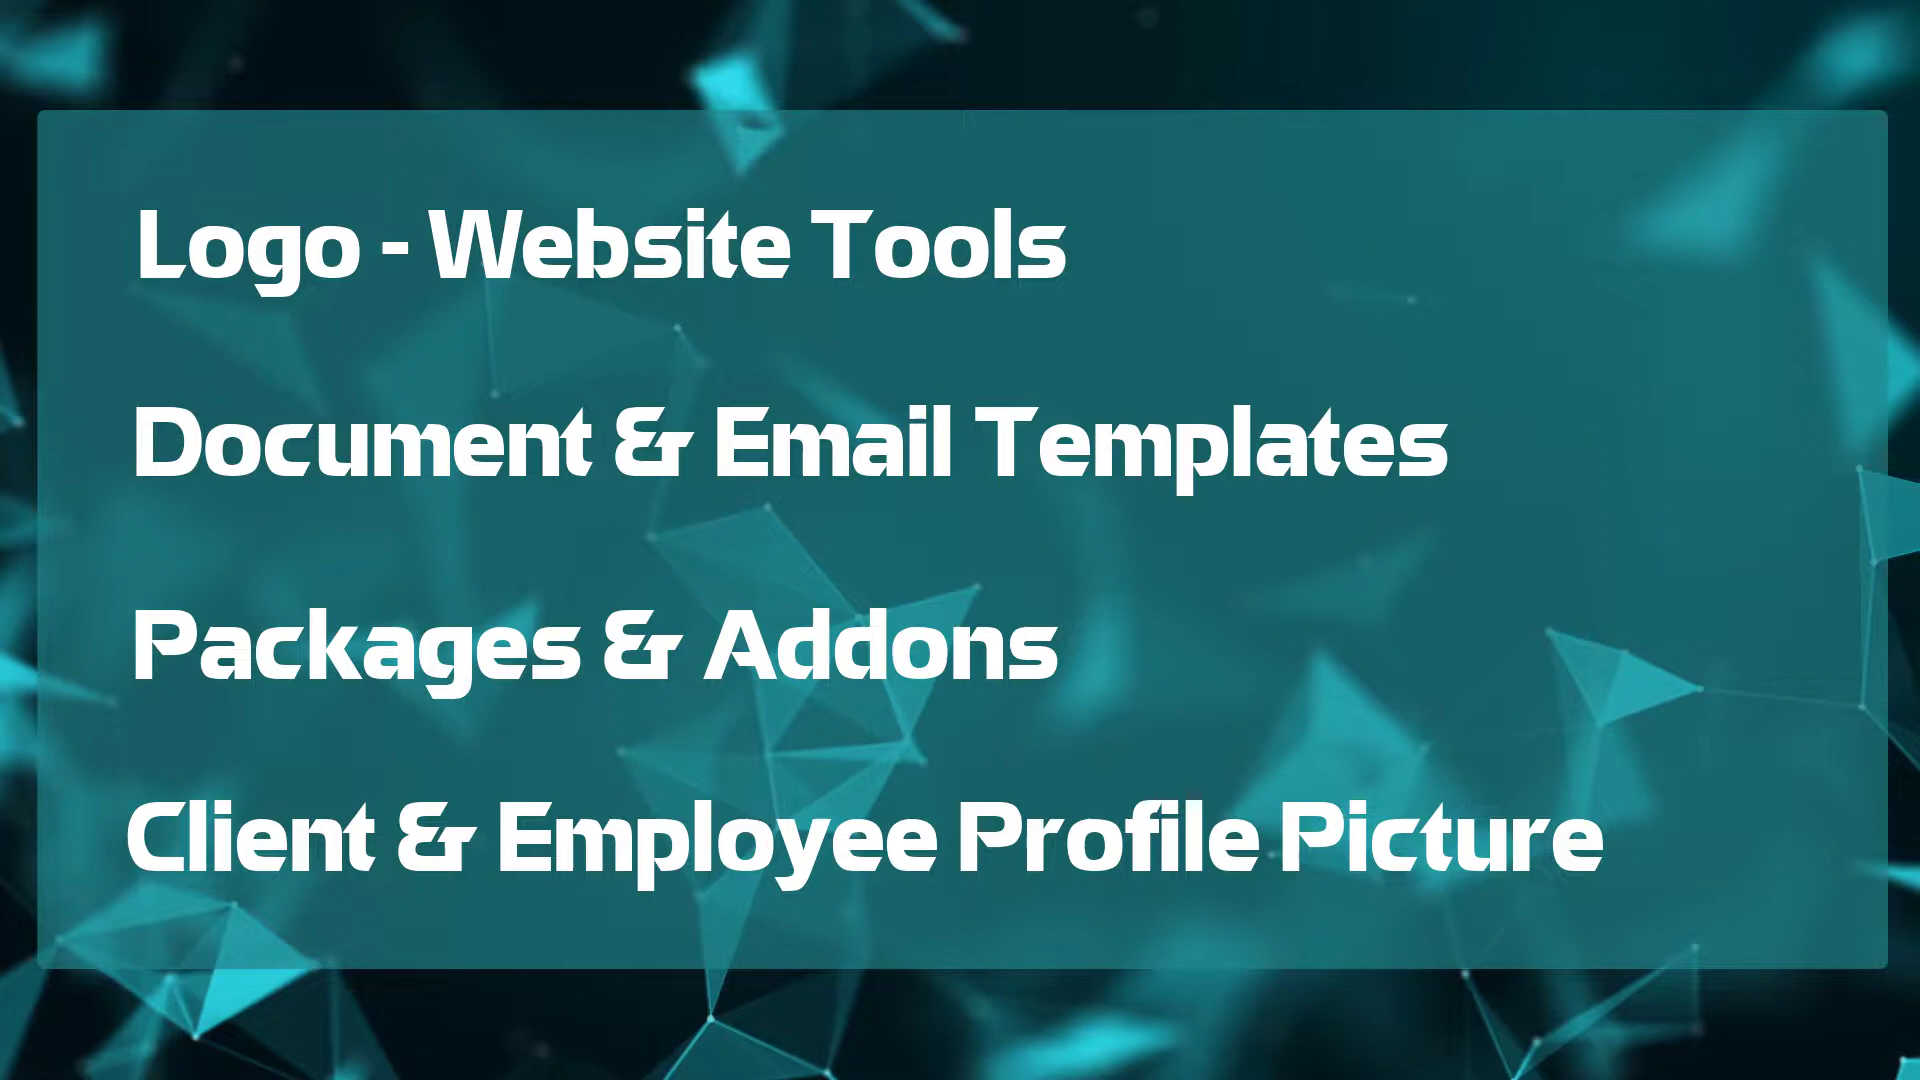 Logo - Website Tools
Document & Email Templates
Packages & Addons
Client & Employee Profile Picture